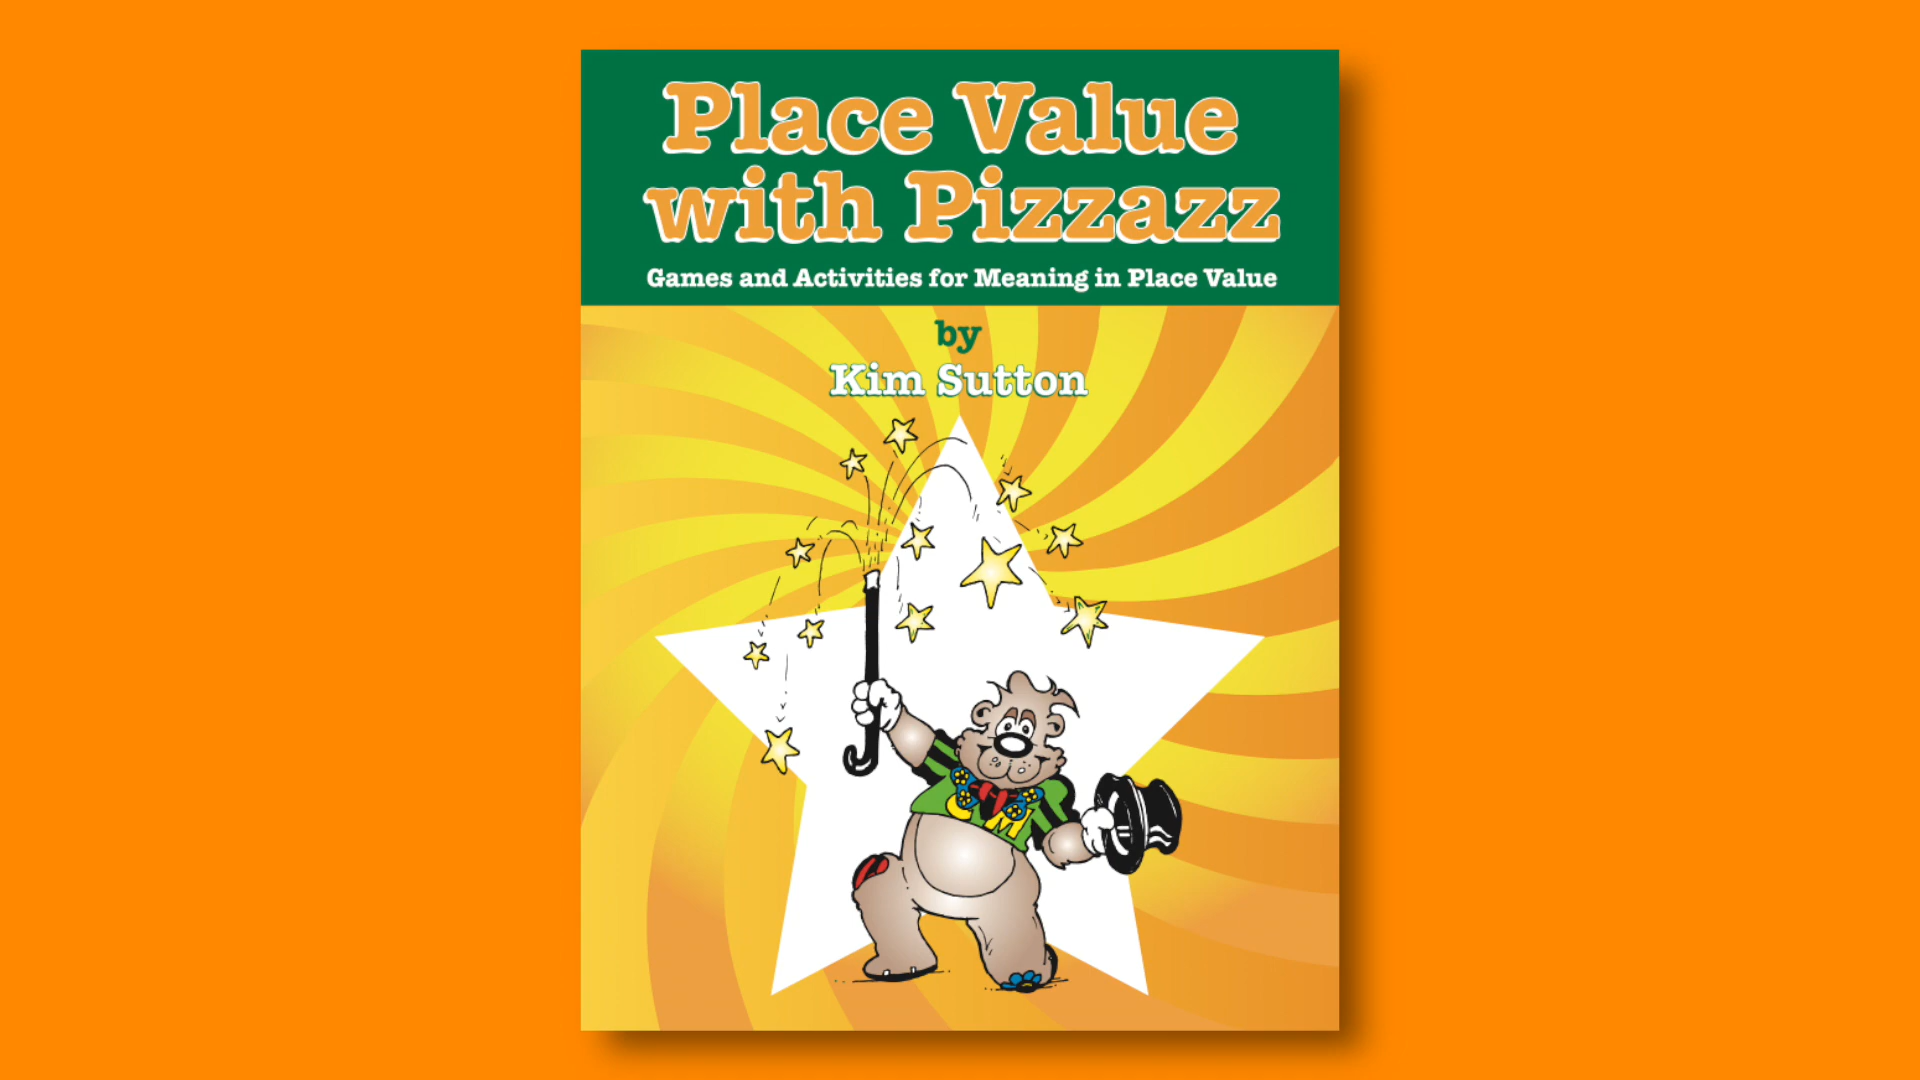 Place Value
with Pizzazz
Games and Activities for Meaning in Place Value
by
Kim Sutton
C M